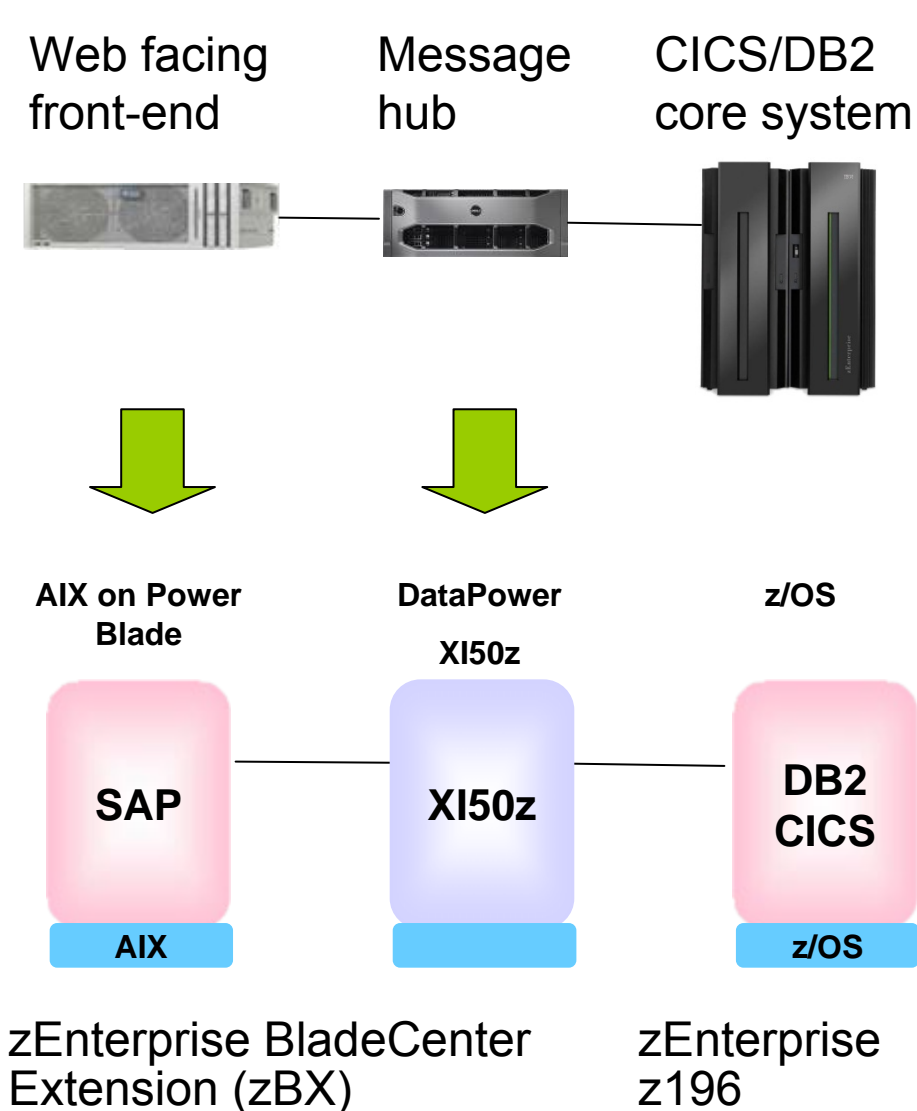 Web facing
front-end
Message
hub
CICS/DB2
core system
zEnterprise
AIX on Power
Blade
DataPower
XI50z
z/OS
SAP
XI50z
DB2
CICS
AIX
z/OS
zEnterprise BladeCenter
Extension (zBX)
zEnterprise
z196